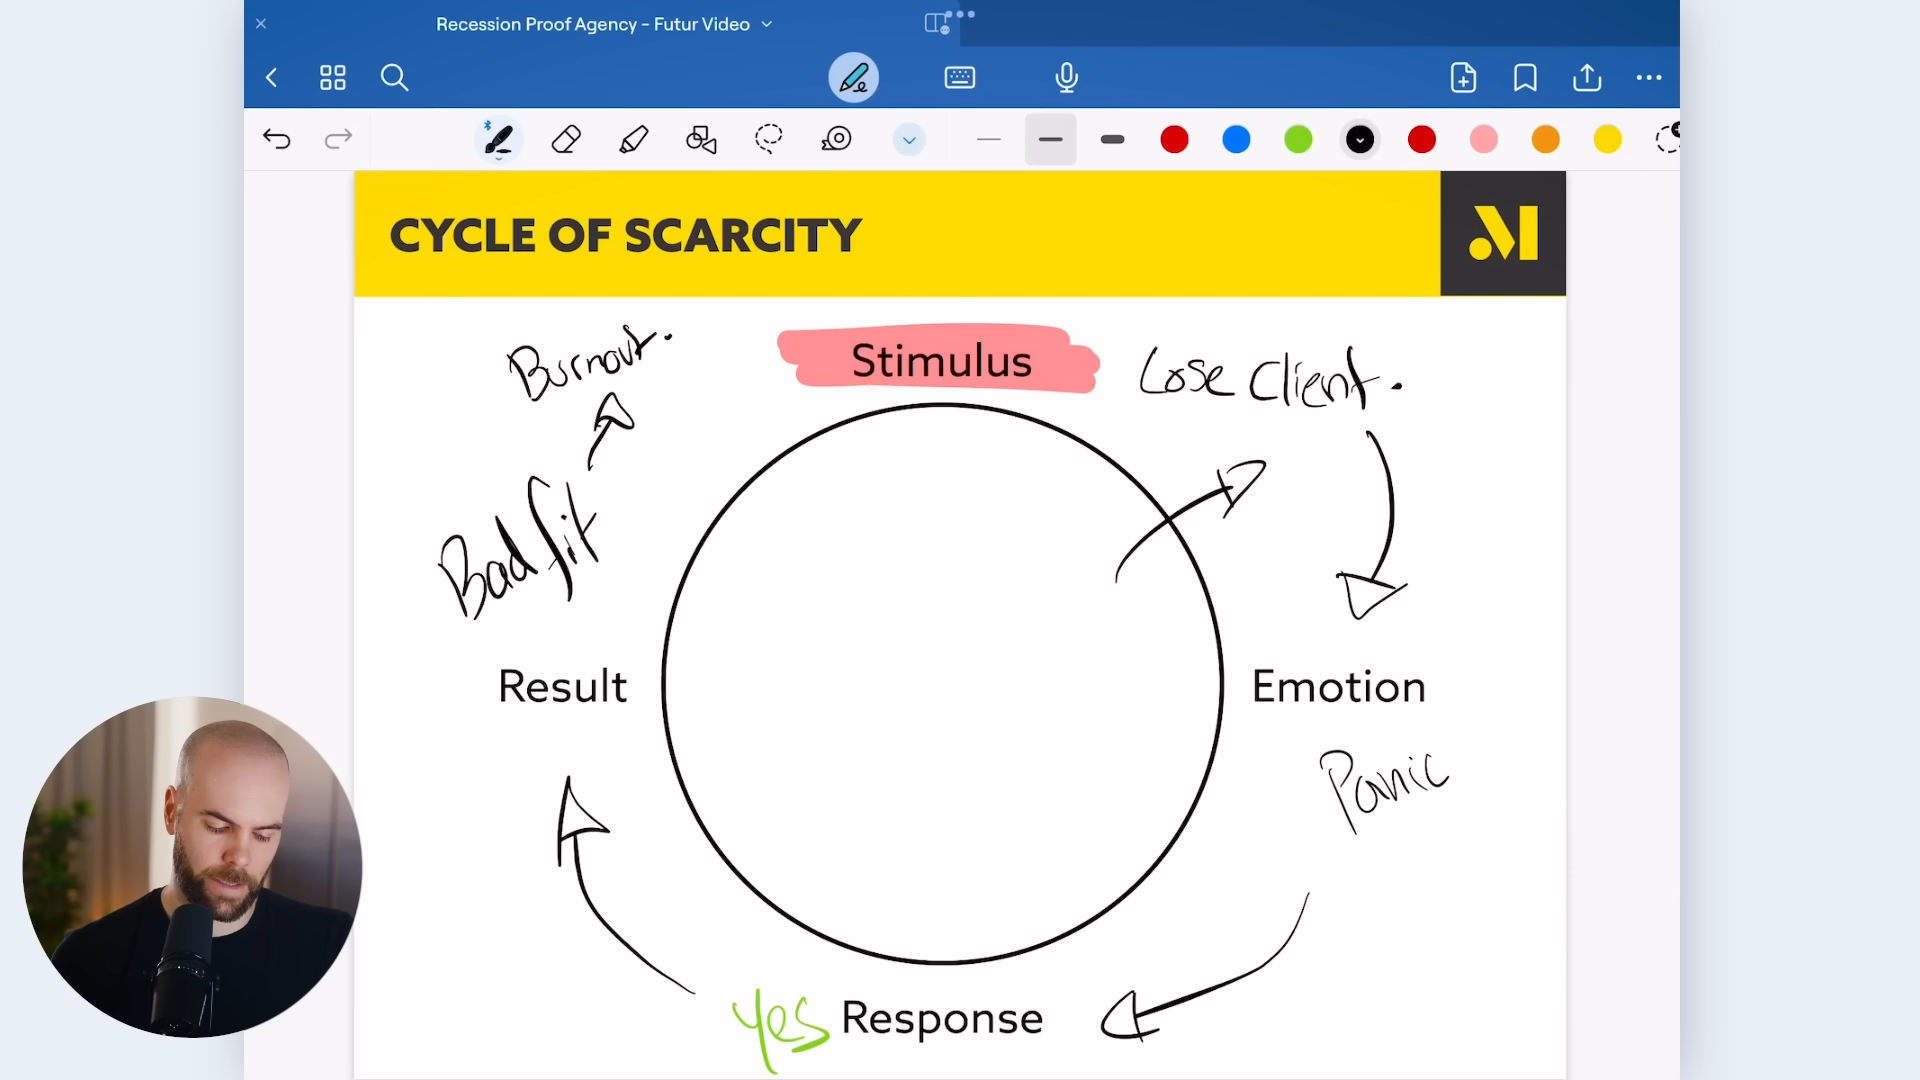 Recession Proof Agency – Futur Video
CYCLE OF SCARCITY
Burnout.
Stimulus
Lose Client.
Bad fit
Result
Emotion
Panic
Yes Response